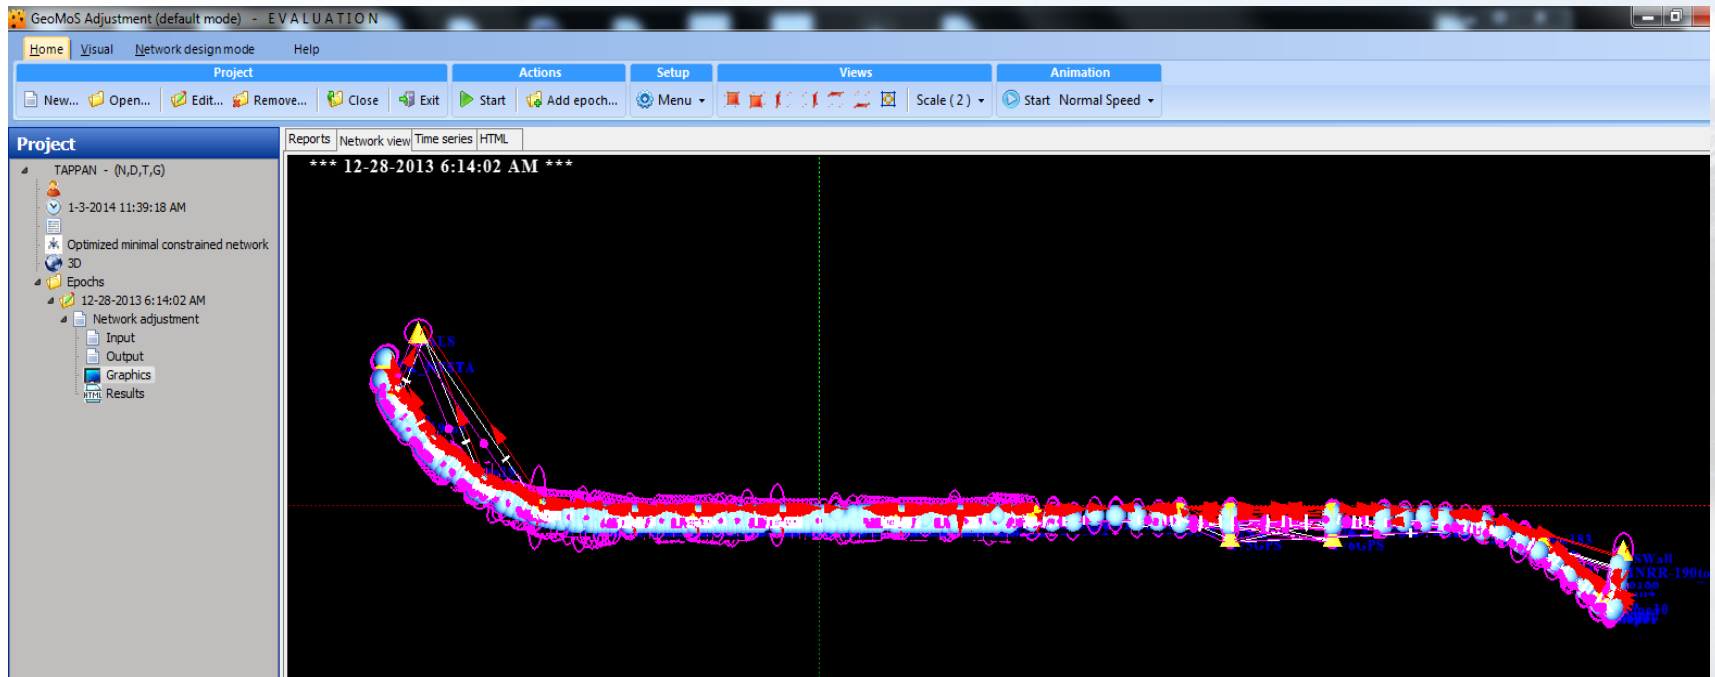 GeoMoS Adjustment (default mode) - E V A L U A T I O N
Home Visual Network design mode Help
Project Actions Setup Views Animation
New... Open... Edit... Remove... Close Exit Start Add epoch... Menu Scale ( 2 ) Start Normal Speed
Project
Reports Network view Time series HTML
*** 12-28-2013 6:14:02 AM ***
TAPPAN - (N,D,T,G)
1-3-2014 11:39:18 AM
Optimized minimal constrained network
3D
Epochs
12-28-2013 6:14:02 AM
Network adjustment
Input
Output
Graphics
HTML Results
SWall